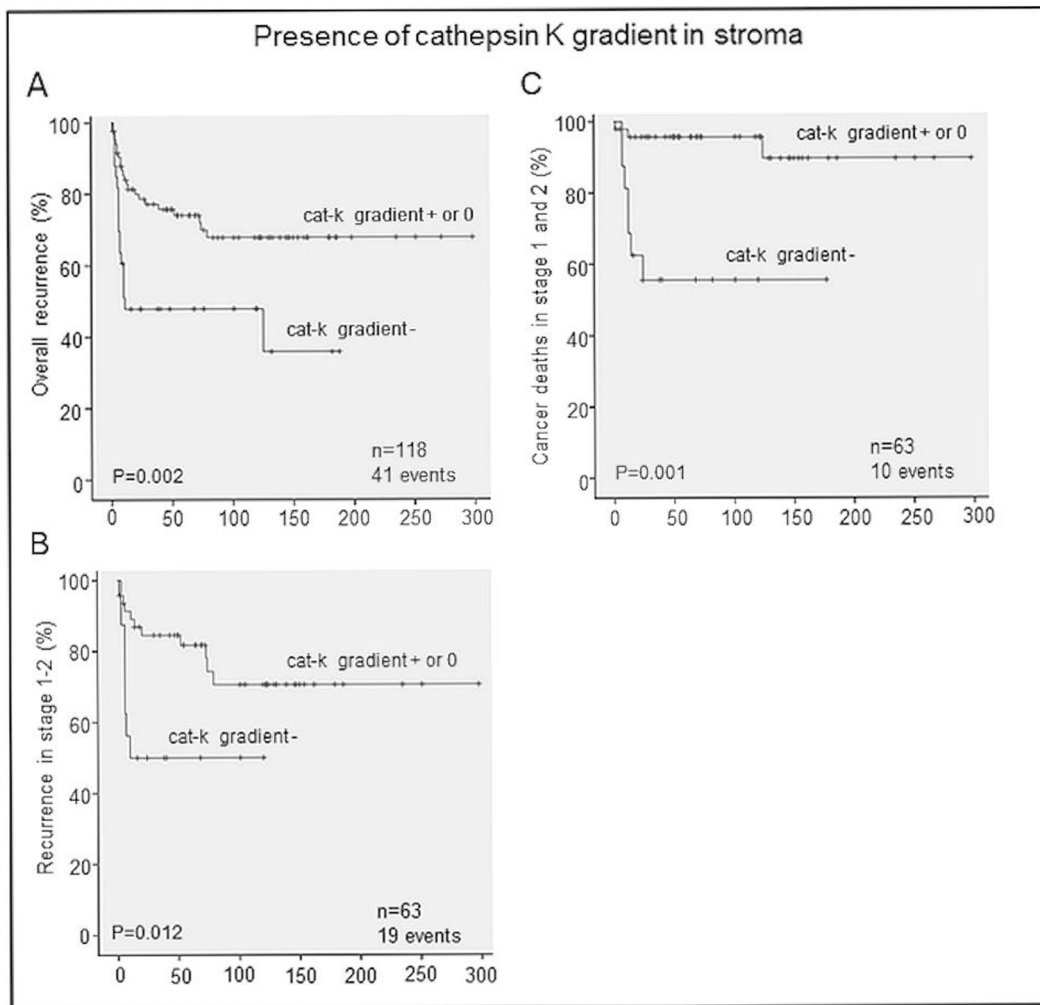 Presence of cathepsin K gradient in stroma
A
Overall recurrence (%)
100
80
60
40
20
0
cat-k gradient+ or 0
cat-k gradient-
n=118
41 events
P=0.002
0 50 100 150 200 250 300
B
Recurrence in stage 1-2 (%)
100
80
60
40
20
0
cat-k gradient+ or 0
cat-k gradient-
n=63
19 events
P=0.012
0 50 100 150 200 250 300
C
Cancer deaths in stage 1 and 2 (%)
100
80
60
40
20
0
cat-k gradient+ or 0
cat-k gradient-
n=63
10 events
P=0.001
0 50 100 150 200 250 300